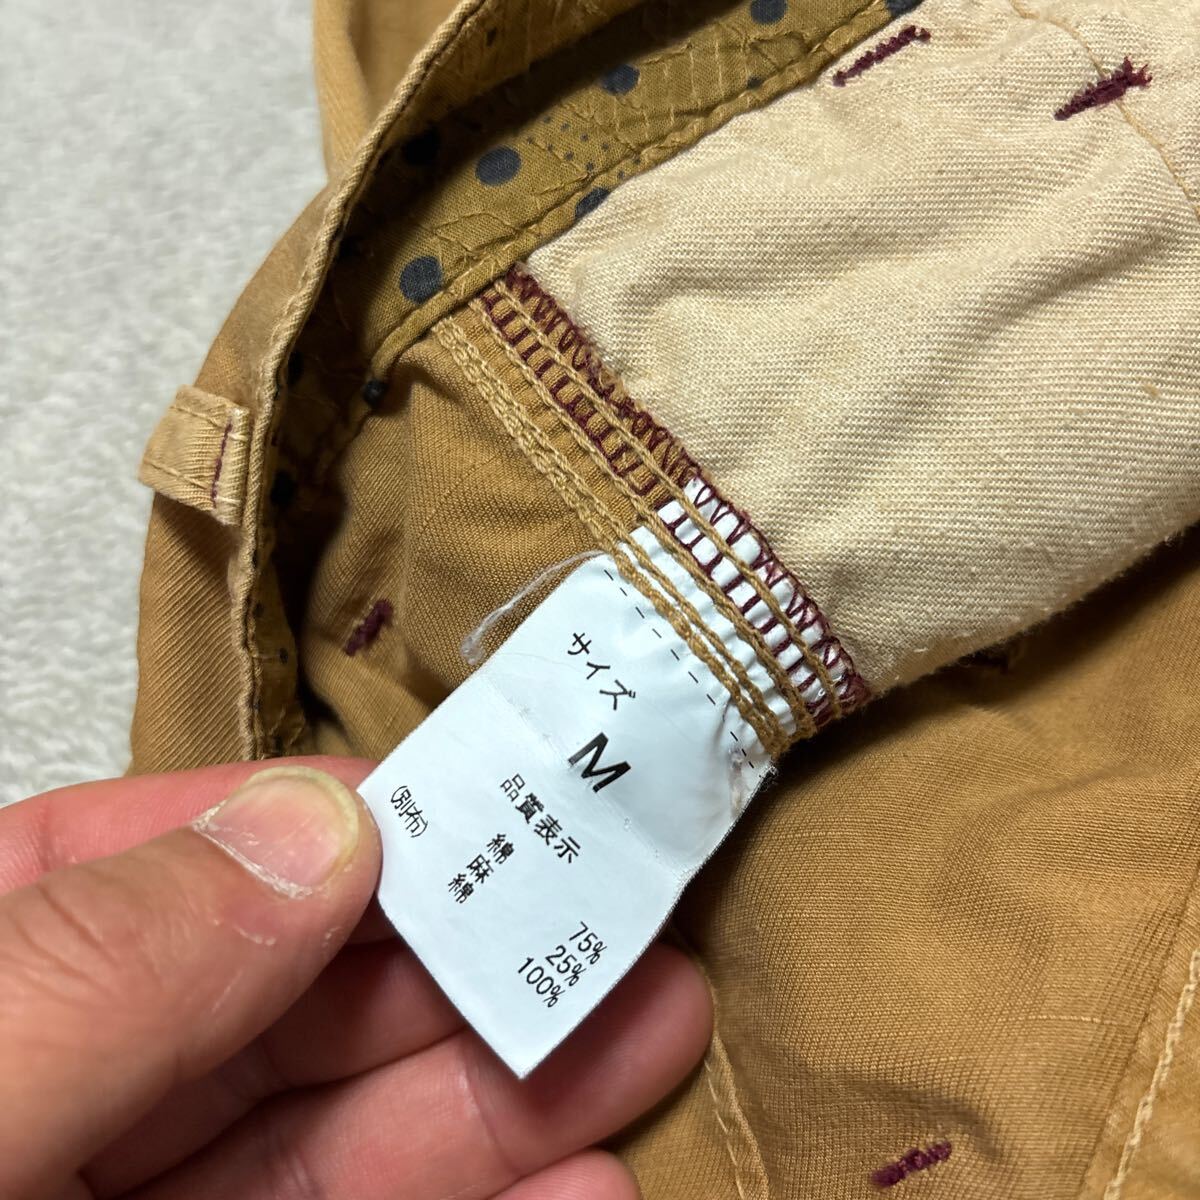 サイズ
M
品質表示
綿 75%
麻 25%
(別布) 綿 100%